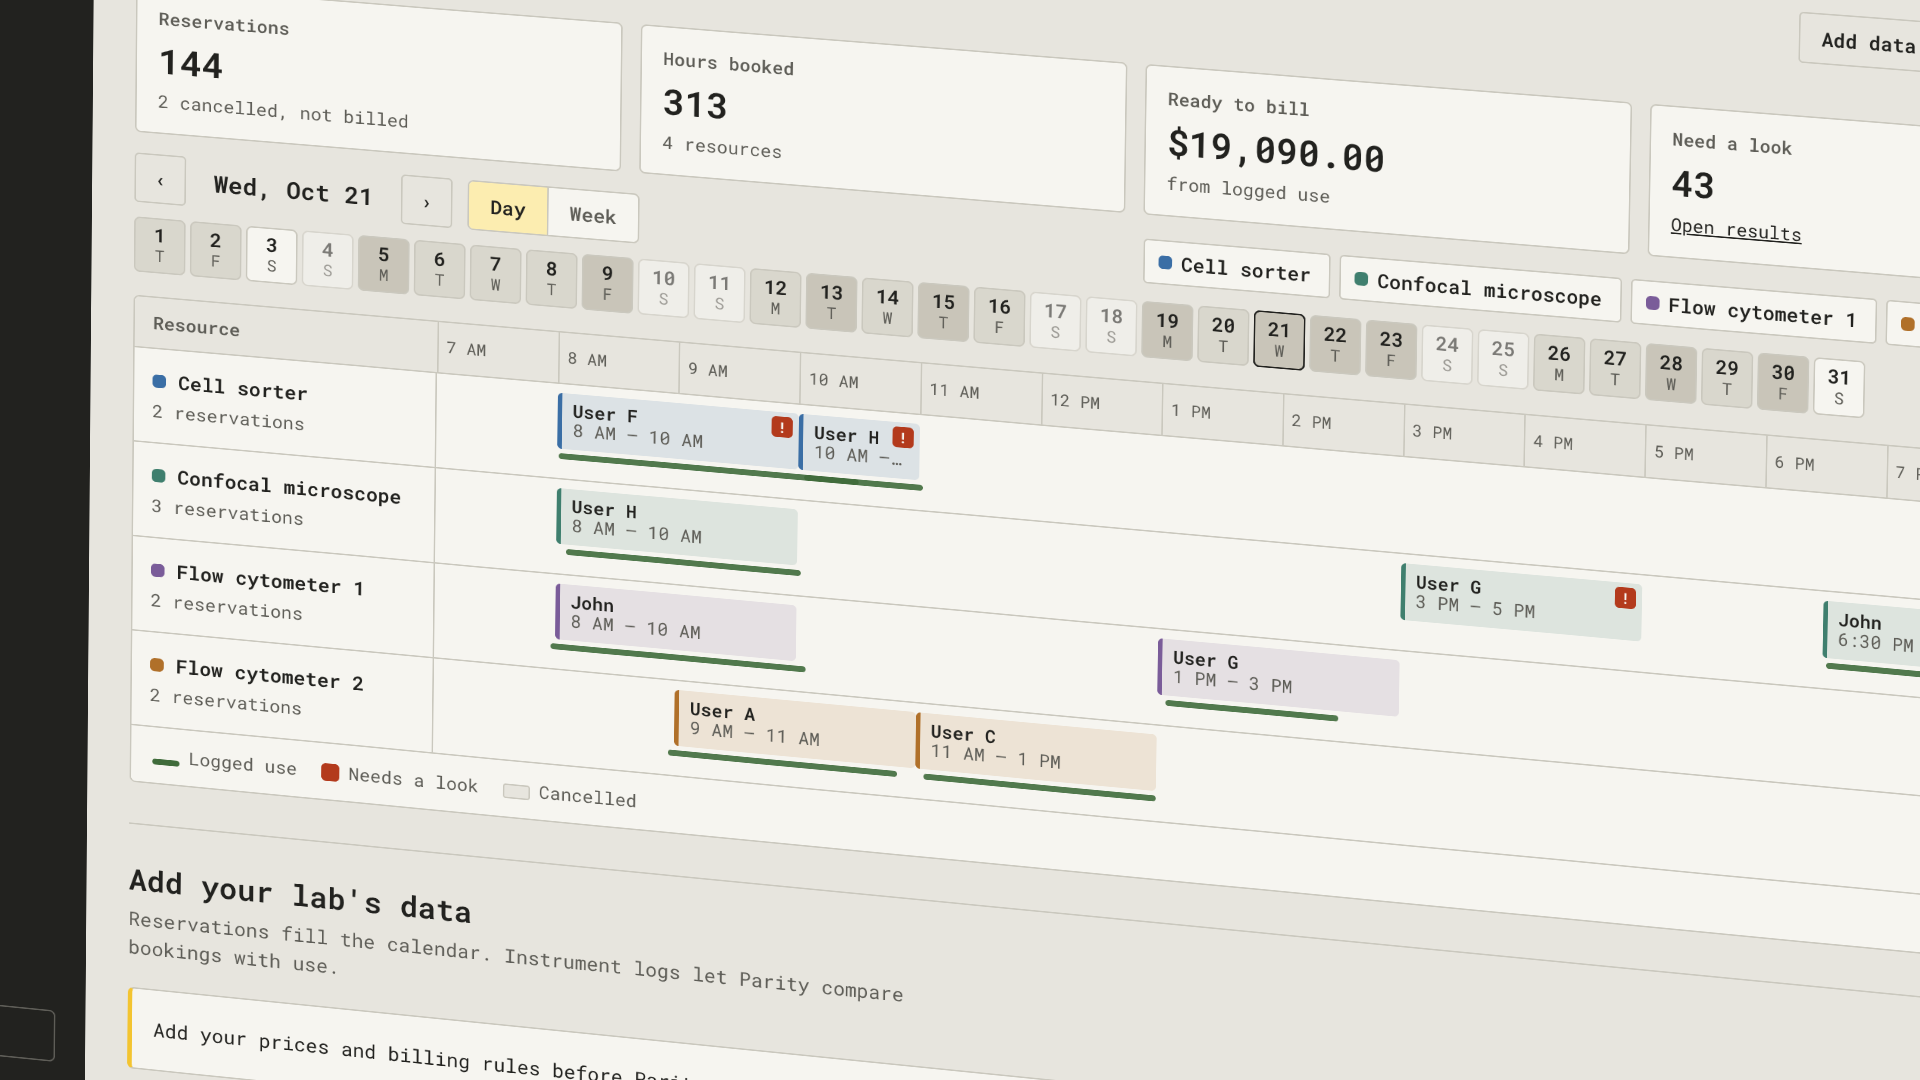 Add data
Reservations
144
2 cancelled, not billed
Hours booked
313
4 resources
Ready to bill
$19,090.00
from logged use
Need a look
43
Open results
‹
Wed, Oct 21
›
Day
Week
Cell sorter
Confocal microscope
Flow cytometer 1
1 2 3 4 5 6 7 8 9 10 11 12 13 14 15 16 17 18 19 20 21 22 23 24 25 26 27 28 29 30 31
T F S S M T W T F S S M T W T F S S M T W T F S S M T W T F S
Resource
7 AM
8 AM
9 AM
10 AM
11 AM
12 PM
1 PM
2 PM
3 PM
4 PM
5 PM
6 PM
7
Cell sorter
2 reservations
User F
8 AM – 10 AM
!
User H
10 AM –…
!
Confocal microscope
3 reservations
User H
8 AM – 10 AM
User G
3 PM – 5 PM
!
John
6:30 PM
Flow cytometer 1
2 reservations
John
8 AM – 10 AM
User G
1 PM – 3 PM
Flow cytometer 2
2 reservations
User A
9 AM – 11 AM
User C
11 AM – 1 PM
Logged use
Needs a look
Cancelled
Add your lab's data
Reservations fill the calendar. Instrument logs let Parity compare
bookings with use.
Add your prices and billing rules before